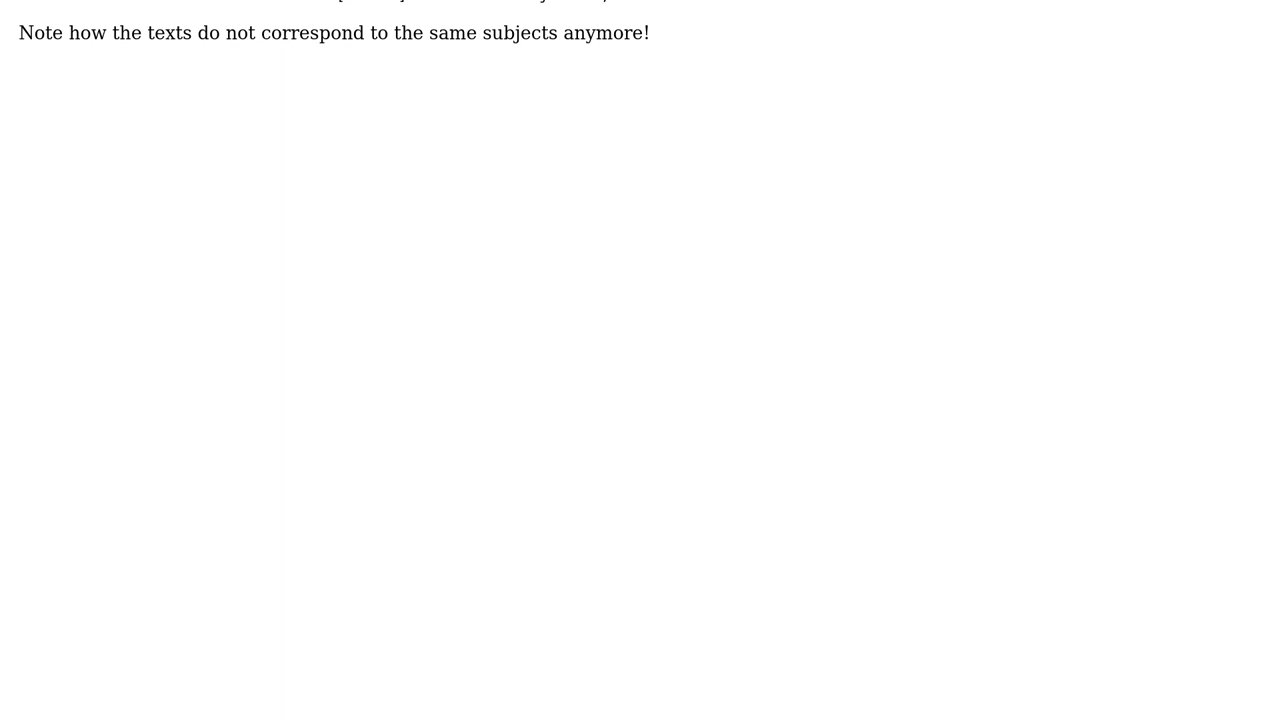 Note how the texts do not correspond to the same subjects anymore!